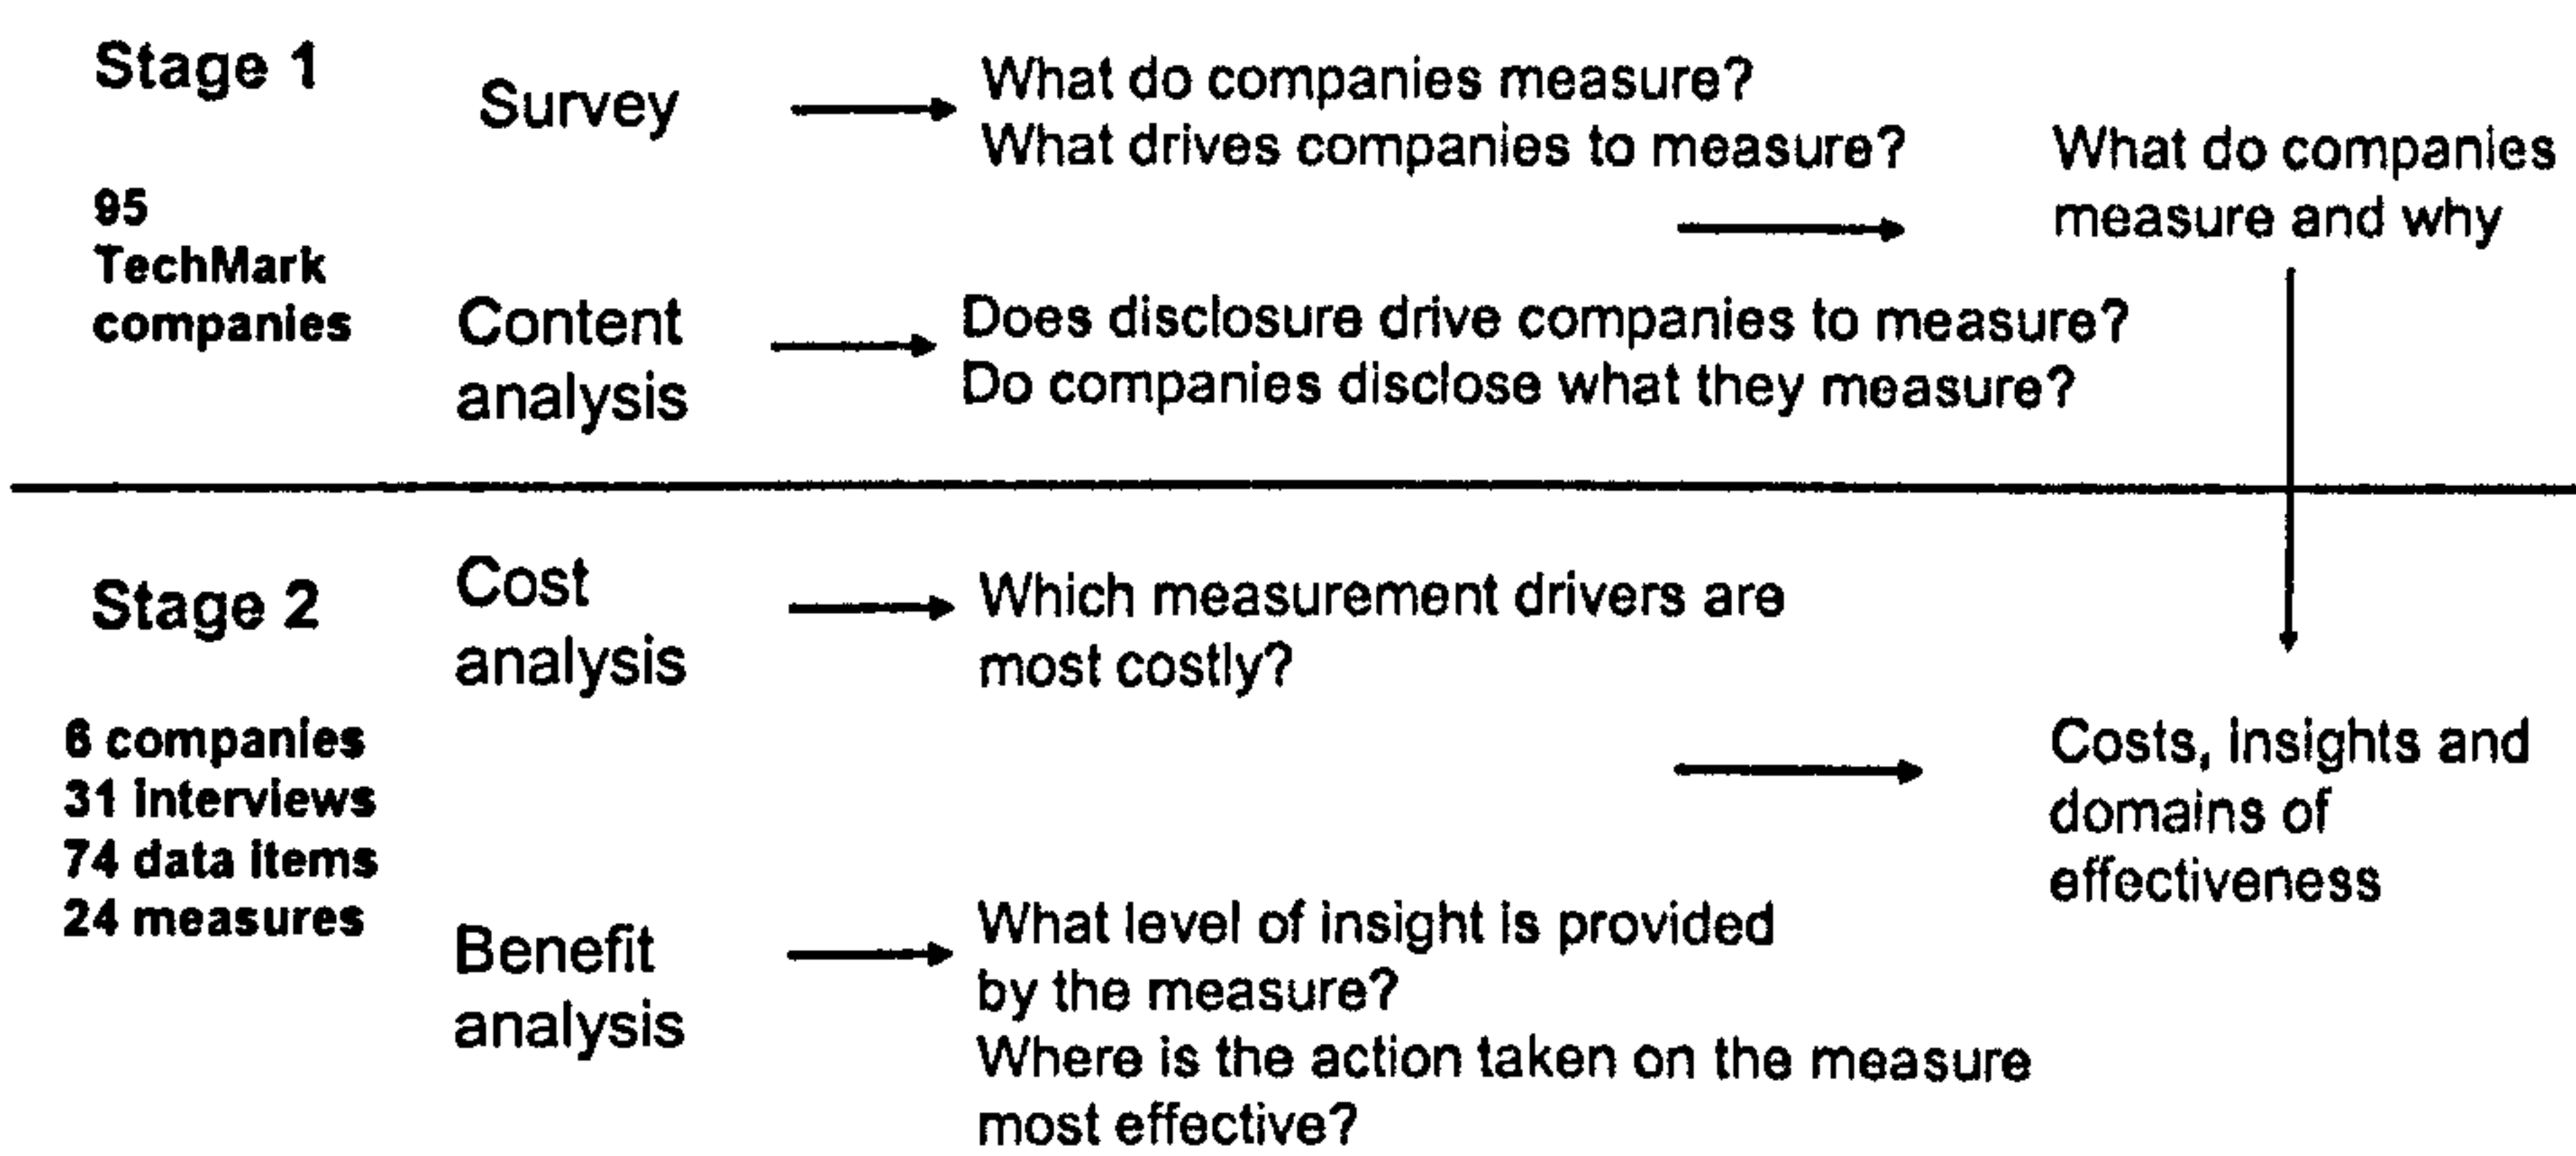 Stage 1
95
TechMark
companies
Survey
What do companies measure?
What drives companies to measure?
Content
analysis
Does disclosure drive companies to measure?
Do companies disclose what they measure?
What do companies
measure and why
Stage 2
6 companies
31 interviews
74 data items
24 measures
Cost
analysis
Which measurement drivers are
most costly?
Benefit
analysis
What level of insight is provided
by the measure?
Where is the action taken on the measure
most effective?
Costs, insights and
domains of
effectiveness